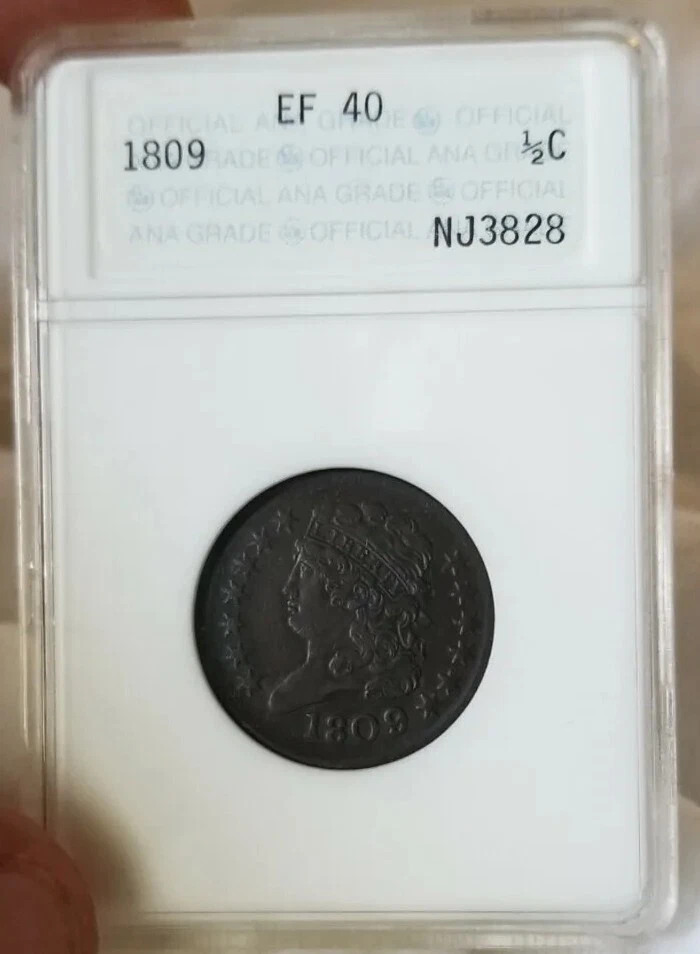 EF 40
OFFICIAL ANA GRADE OFFICIAL
1809 ½C
GRADE OFFICIAL ANA GRADE
OFFICIAL ANA GRADE OFFICIAL
ANA GRADE OFFICIAL
NJ3828
LIBERTY
1809